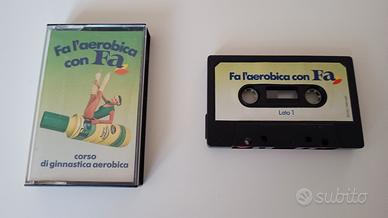 Fa l'aerobica
con Fa
corso
di ginnastica aerobica
Fa l'aerobica con Fa
Lato 1
subito